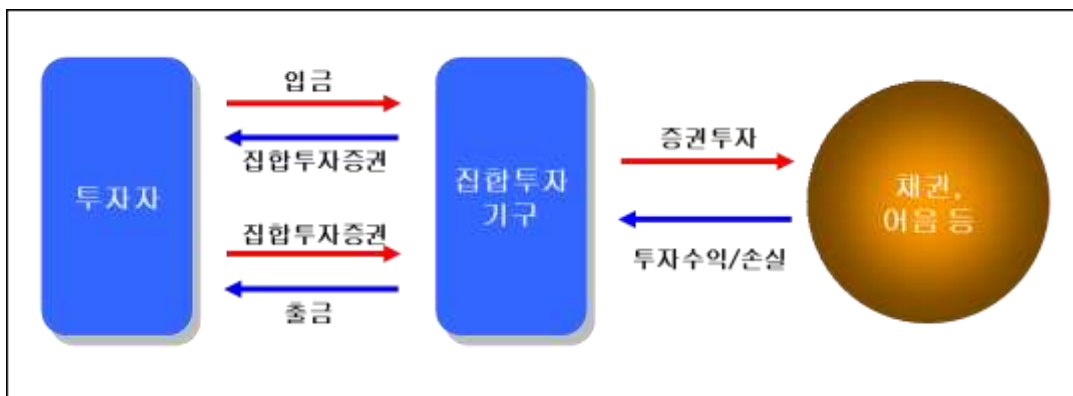 입금
집합투자증권
투자자
집합투자증권
출금
집합투자
기구
증권투자
투자수익/손실
채권,
어음 등